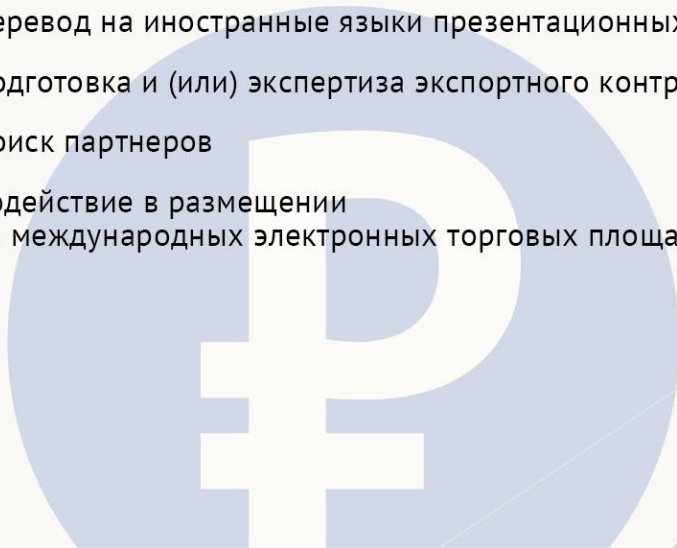 еревод на иностранные языки презентационных
одготовка и (или) экспертиза экспортного контр
оиск партнеров
одействие в размещении
международных электронных торговых площа